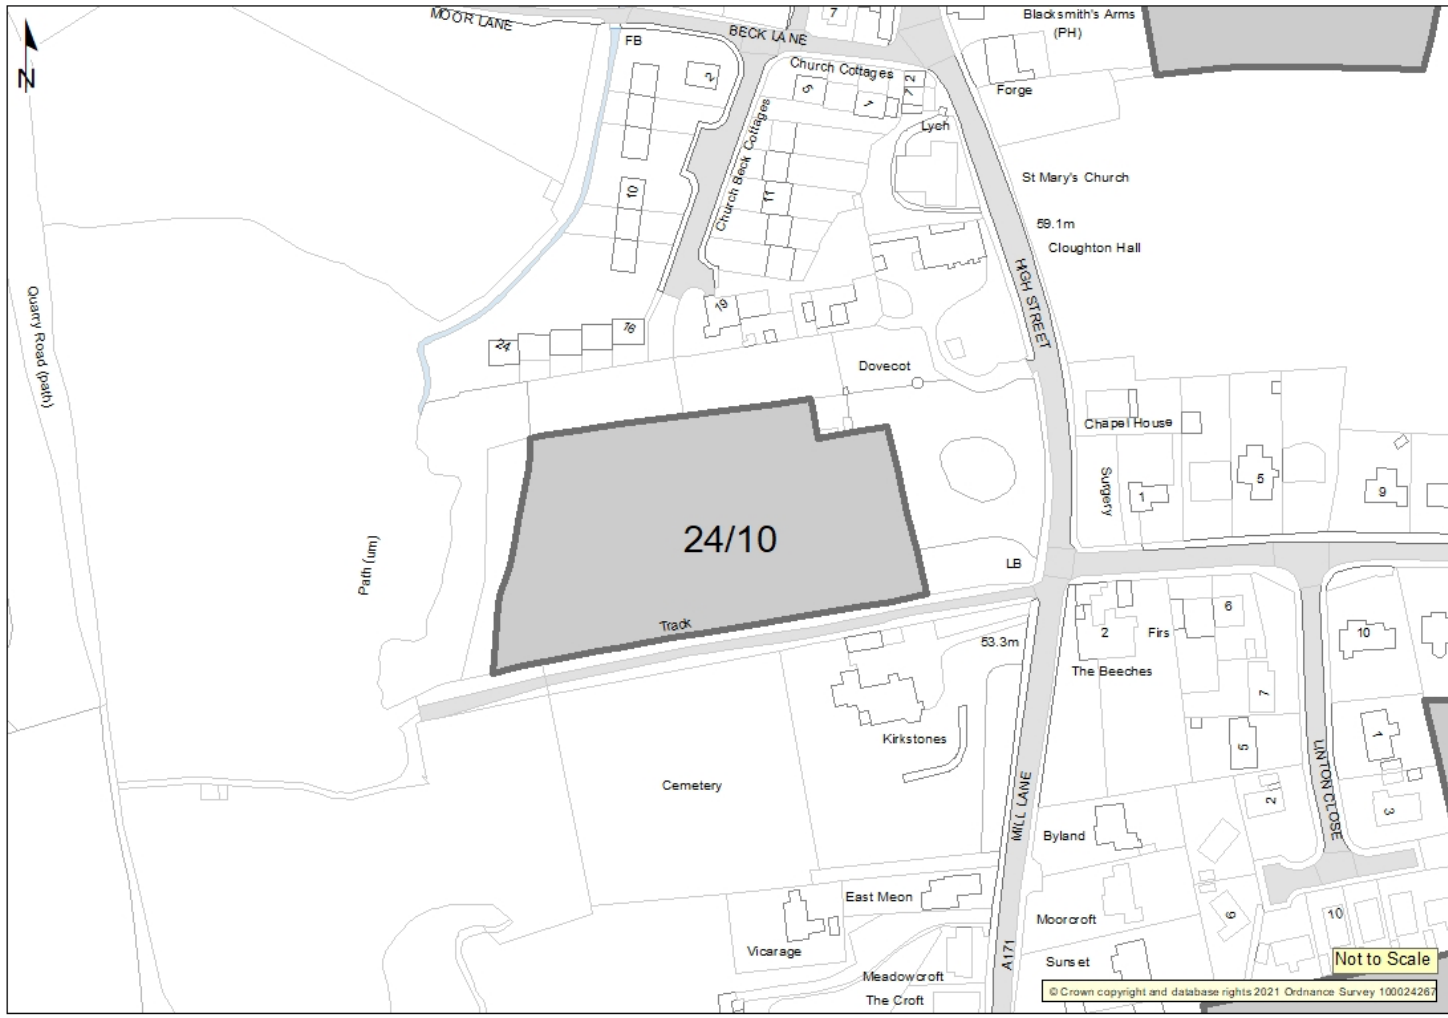 MOOR LANE
BECK LANE
7
Blacksmith's Arms
(PH)
N
FB
2
Church Cottages
2
5
1
7
Forge
Lych
Church Beck Cottages
St Mary's Church
10
11
59.1m
Cloughton Hall
HIGH STREET
Quarry Road (path)
19
16
24
Dovecot
Chapel House
Surgery
5
1
9
24/10
Path (um)
LB
Track
53.3m
2
Firs
6
10
The Beeches
7
Kirkstones
5
1
LINTON CLOSE
Cemetery
MILL LANE
2
3
Byland
East Meon
Moorcroft
6
10
Vicarage
A171
Sunset
Not to Scale
Meadowcroft
The Croft
© Crown copyright and database rights 2021 Ordnance Survey 100024267